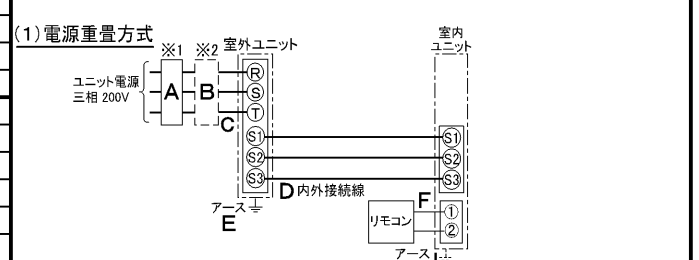 (1)電源重畳方式
※1
※2
室外ユニット
室内
ユニット
ユニット電源
三相 200V
A
B
C
R
S
T
S1
S2
S3
S1
S2
S3
D 内外接続線
アース
E
リモコン
F
1
2
アース